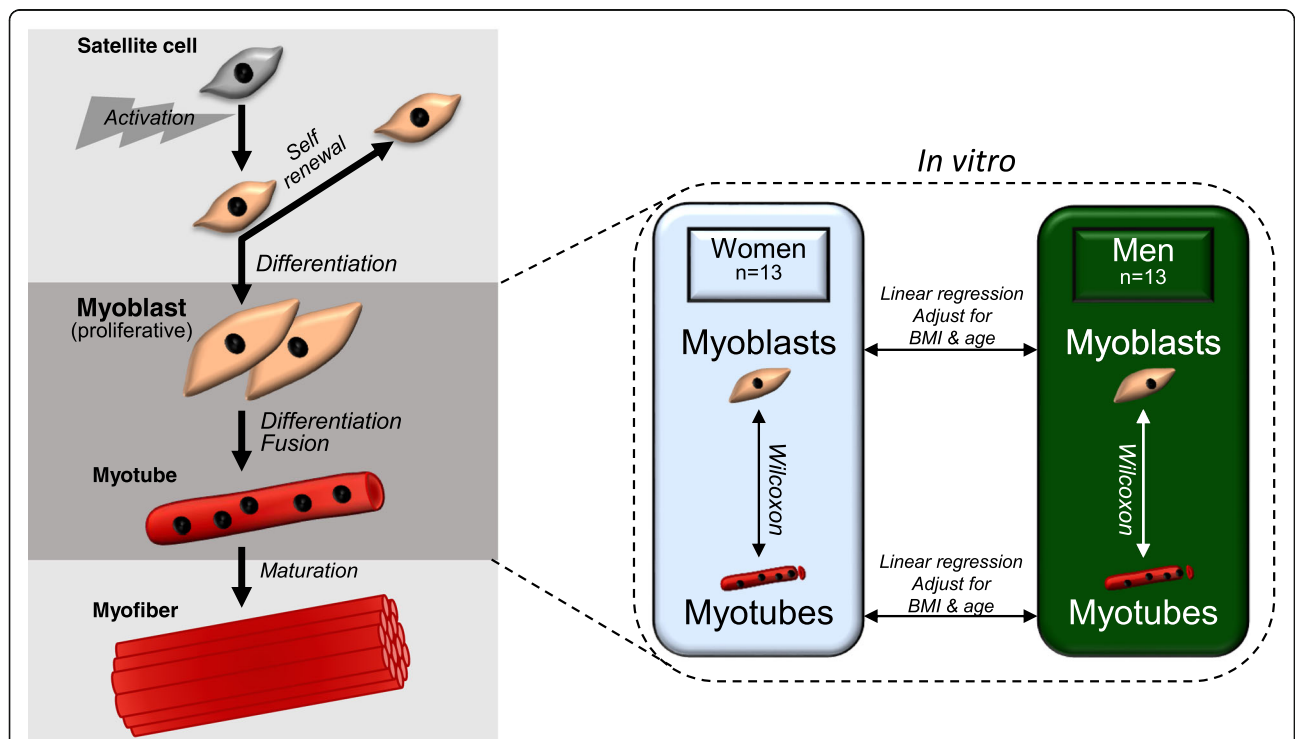 Satellite cell
Activation
Self
renewal
Differentiation
Myoblast
(proliferative)
Differentiation
Fusion
Myotube
Maturation
Myofiber
In vitro
Women
n=13
Myoblasts
Wilcoxon
Myotubes
Linear regression
Adjust for
BMI & age
Linear regression
Adjust for
BMI & age
Men
n=13
Myoblasts
Wilcoxon
Myotubes